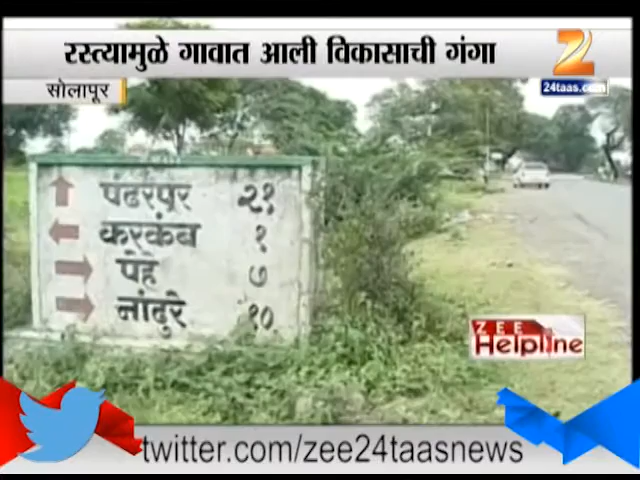 रस्त्यामुळे गावात आली विकासाची गंगा
24taas.com
सोलापूर
पंढरपूर २१
करकंब १
पेहे ७
नांदुरे १०
ZEE
Helpline
twitter.com/zee24taasnews